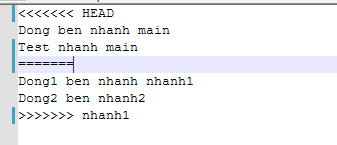 <<<<<<< HEAD
Dong ben nhanh main
Test nhanh main
=======
Dong1 ben nhanh nhanh1
Dong2 ben nhanh2
>>>>>>> nhanh1